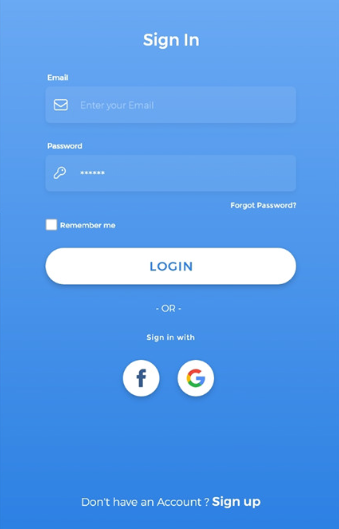 Sign In
Email
Enter your Email
Password
******
Forgot Password?
Remember me
LOGIN
- OR -
Sign in with
f G
Don't have an Account ? Sign up